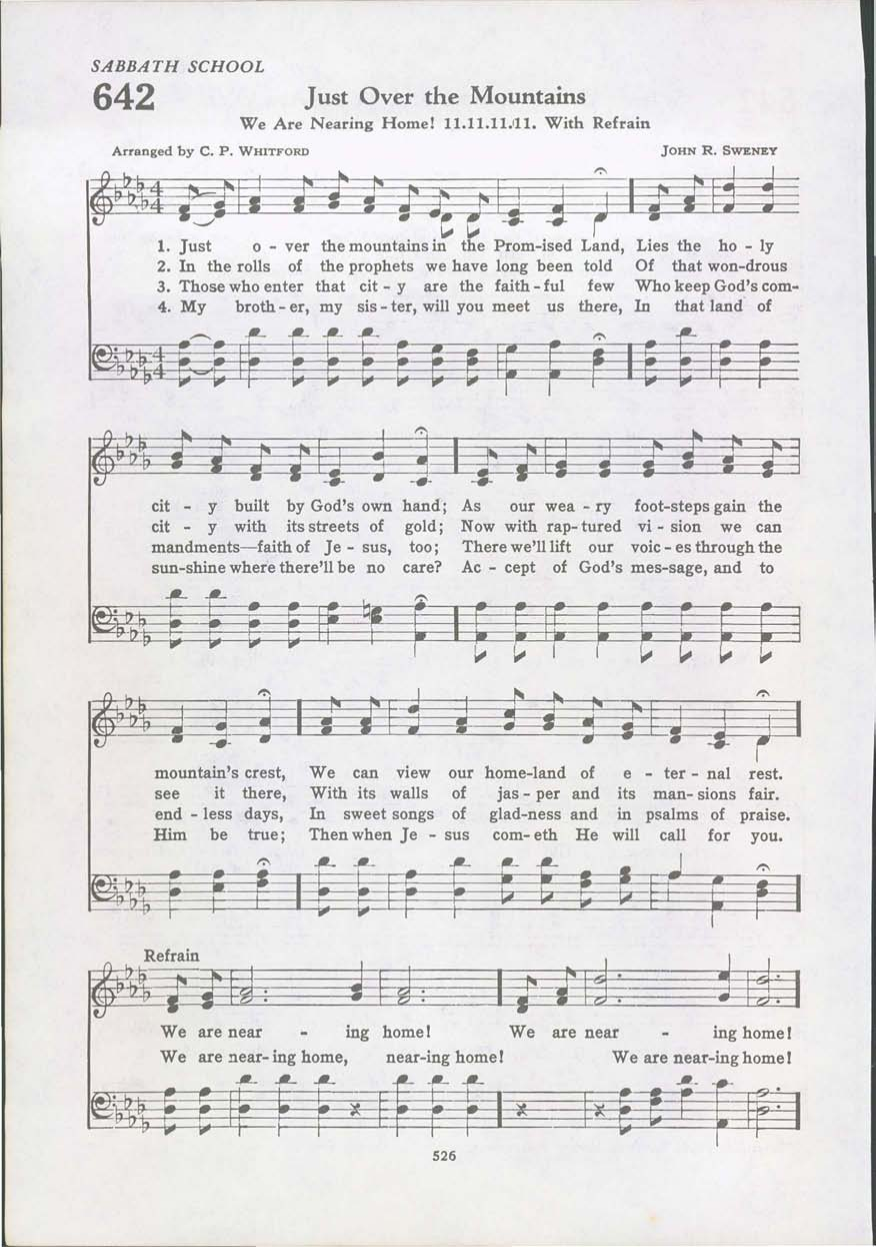 SABBATH SCHOOL
642
Just Over the Mountains
We Are Nearing Home! 11.11.11.11. With Refrain
Arranged by C. P. WHITFORD JOHN R. SWENEY
1. Just o - ver the mountains in the Prom-ised Land, Lies the ho - ly
2. In the rolls of the prophets we have long been told Of that won-drous
3. Those who enter that cit - y are the faith - ful few Who keep God's com-
4. My broth - er, my sis - ter, will you meet us there, In that land of
cit - y built by God's own hand; As our wea - ry foot-steps gain the
cit - y with its streets of gold; Now with rap- tured vi - sion we can
mandments—faith of Je - sus, too; There we'll lift our voic - es through the
sun-shine where there'll be no care? Ac - cept of God's mes-sage, and to
mountain's crest, We can view our home-land of e - ter - nal rest.
see it there, With its walls of jas - per and its man- sions fair.
end - less days, In sweet songs of glad-ness and in psalms of praise.
Him be true; Then when Je - sus com- eth He will call for you.
Refrain
We are near - ing home! We are near - ing home!
We are near- ing home, near-ing home! We are near-ing home!
526